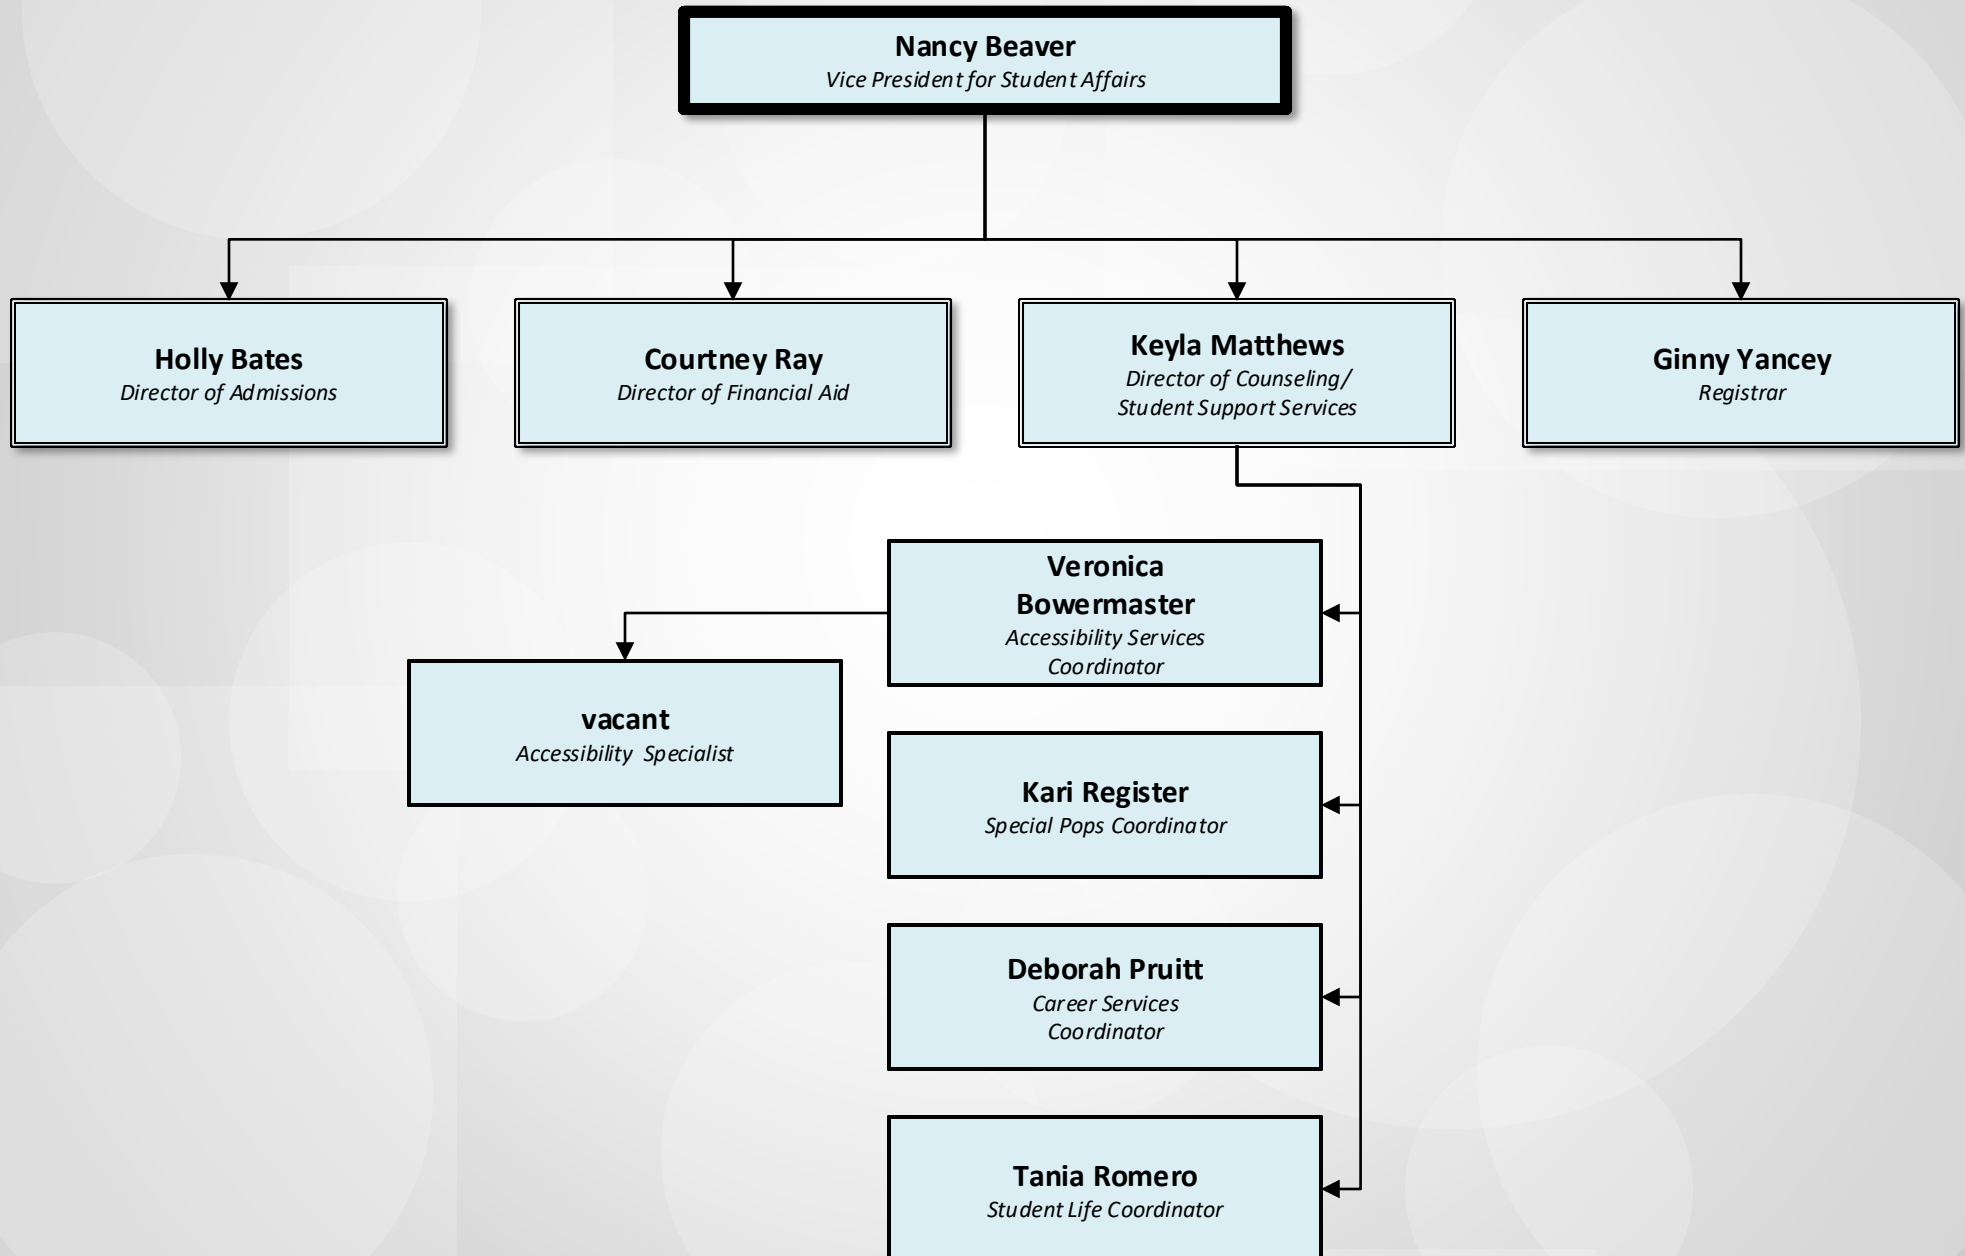 Nancy Beaver
Vice President for Student Affairs
Holly Bates
Director of Admissions
Courtney Ray
Director of Financial Aid
Keyla Matthews
Director of Counseling/
Student Support Services
Ginny Yancey
Registrar
Veronica
Bowermaster
Accessibility Services
Coordinator
vacant
Accessibility Specialist
Kari Register
Special Pops Coordinator
Deborah Pruitt
Career Services
Coordinator
Tania Romero
Student Life Coordinator